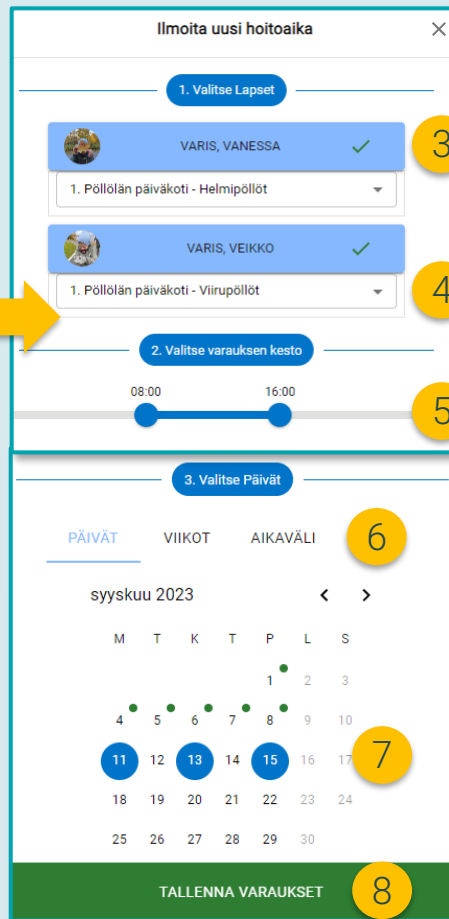 Ilmoita uusi hoitoaika
1. Valitse Lapset
VARIS, VANESSA
3
1. Pöllölän päiväkoti - Helmipöllöt
VARIS, VEIKKO
1. Pöllölän päiväkoti - Viirupöllöt
4
2. Valitse varauksen kesto
08:00 16:00
5
3. Valitse Päivät
PÄIVÄT VIIKOT AIKAVÄLI
6
syyskuu 2023
M T K T P L S
1 2 3
4 5 6 7 8 9 10
11 12 13 14 15 16 17
7
18 19 20 21 22 23 24
25 26 27 28 29 30
TALLENNA VARAUKSET
8